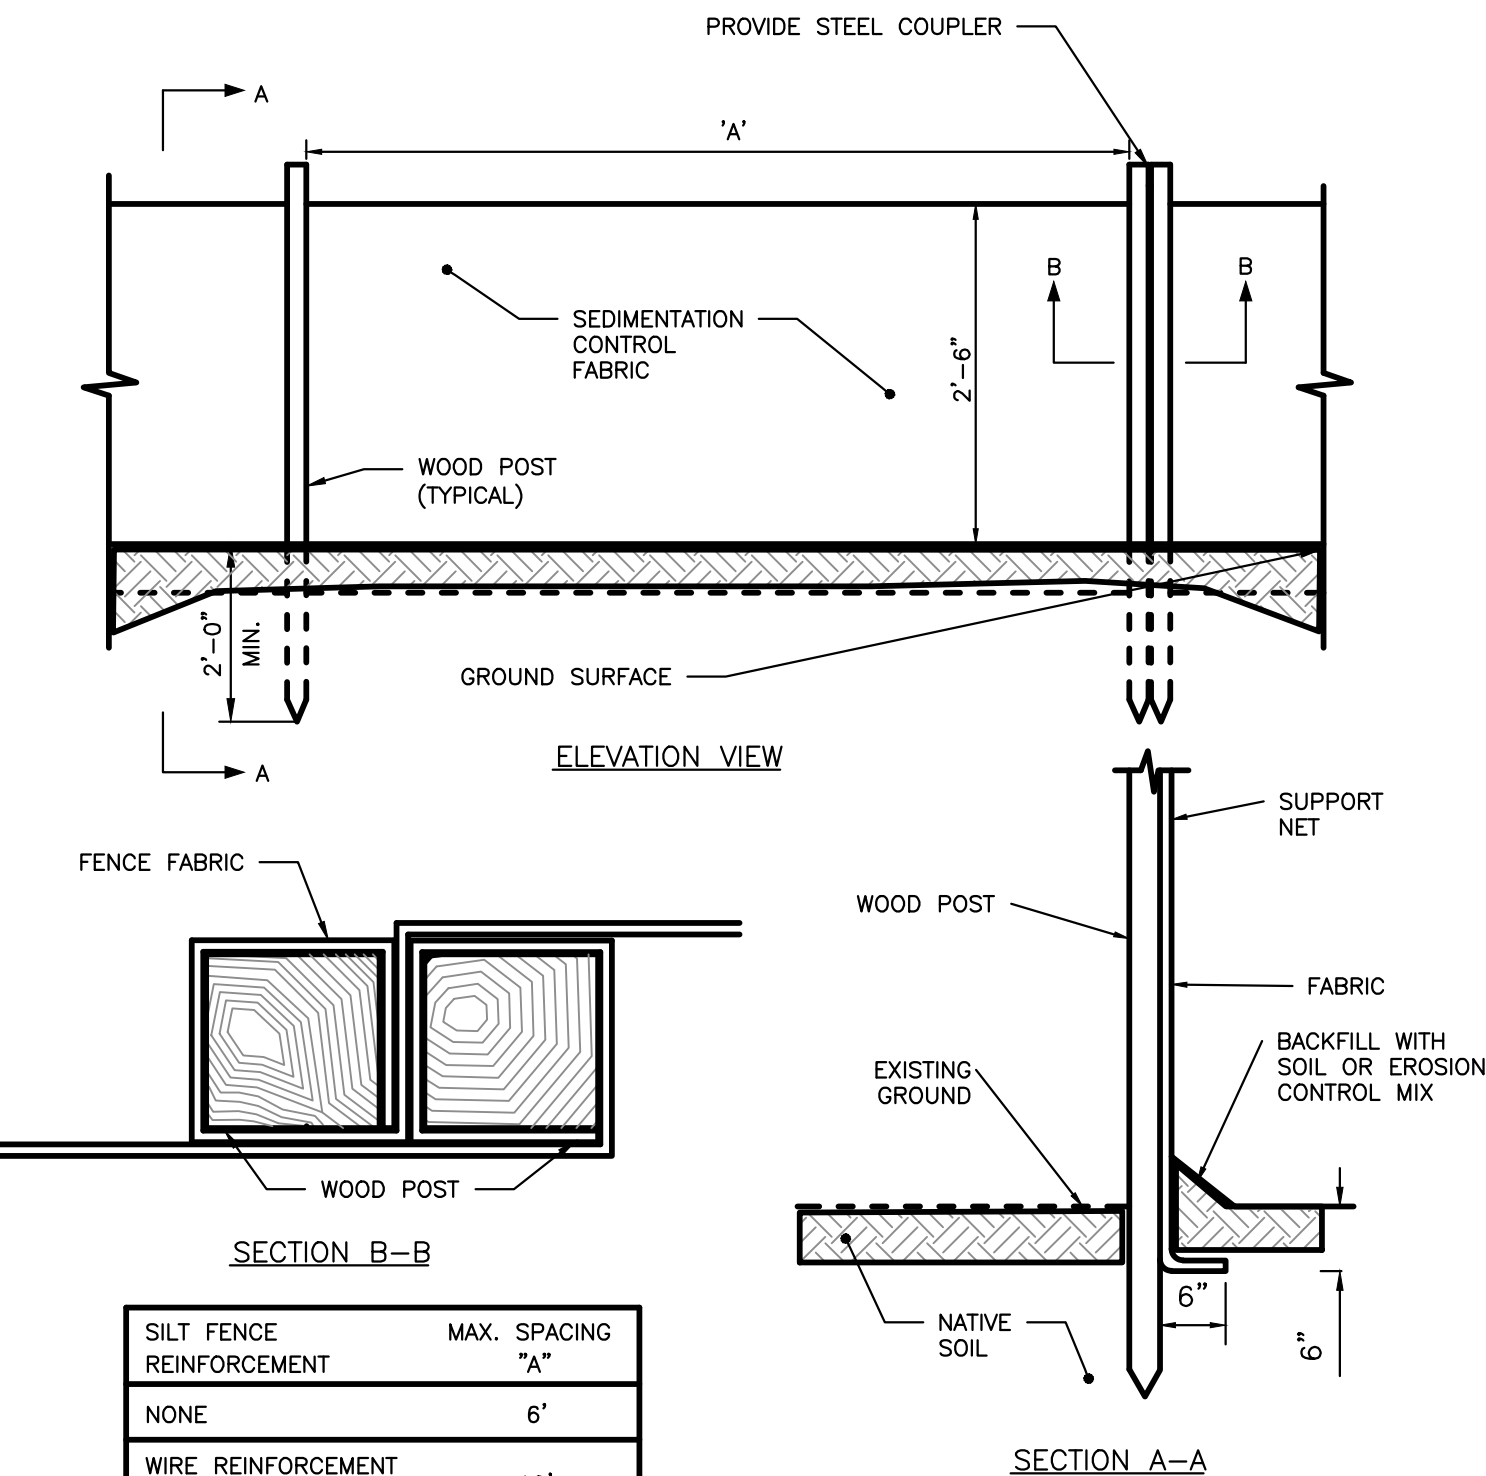 PROVIDE STEEL COUPLER
A
'A'
B
B
SEDIMENTATION
CONTROL
FABRIC
2'-6"
WOOD POST
(TYPICAL)
2'-0"
MIN.
GROUND SURFACE
ELEVATION VIEW
A
SUPPORT
NET
FENCE FABRIC
WOOD POST
FABRIC
BACKFILL WITH
SOIL OR EROSION
CONTROL MIX
EXISTING
GROUND
WOOD POST
SECTION B-B
6"
6"
NATIVE
SOIL
SECTION A-A
SILT FENCE MAX. SPACING
REINFORCEMENT "A"
NONE 6'
WIRE REINFORCEMENT